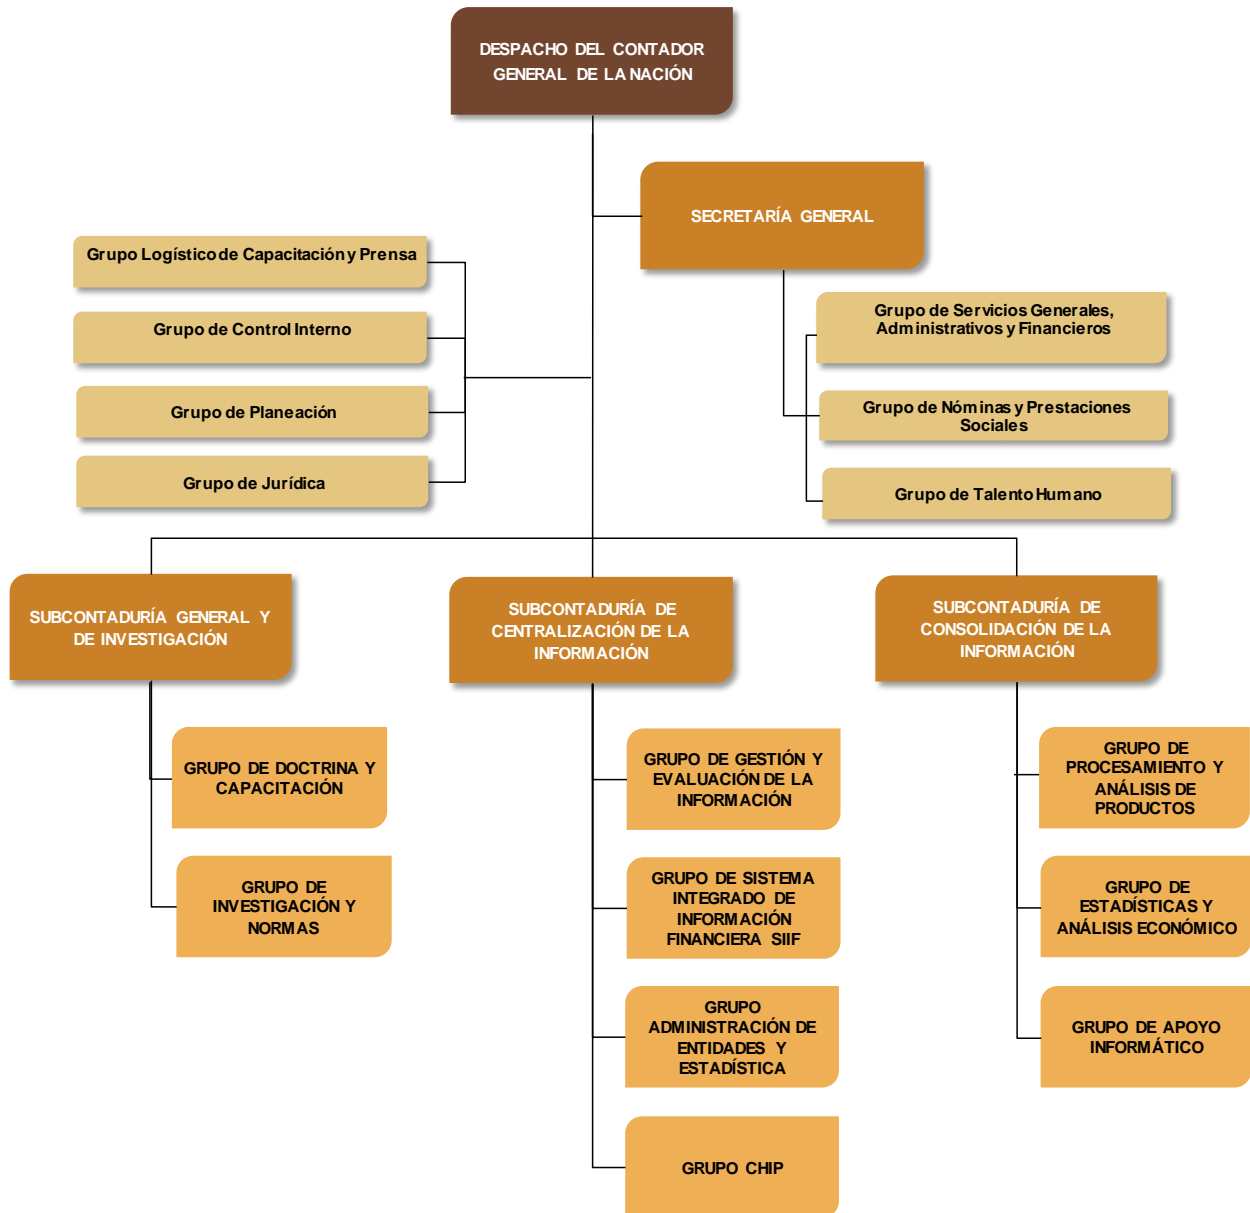 DESPACHO DEL CONTADOR
GENERAL DE LA NACIÓN
SECRETARÍA GENERAL
Grupo Logístico de Capacitación y Prensa
Grupo de Control Interno
Grupo de Planeación
Grupo de Jurídica
Grupo de Servicios Generales,
Administrativos y Financieros
Grupo de Nóminas y Prestaciones
Sociales
Grupo de Talento Humano
SUBCONTADURÍA GENERAL Y
DE INVESTIGACIÓN
GRUPO DE DOCTRINA Y
CAPACITACIÓN
GRUPO DE
INVESTIGACIÓN Y
NORMAS
SUBCONTADURÍA DE
CENTRALIZACIÓN DE LA
INFORMACIÓN
GRUPO DE GESTIÓN Y
EVALUACIÓN DE LA
INFORMACIÓN
GRUPO DE SISTEMA
INTEGRADO DE
INFORMACIÓN
FINANCIERA SIIF
GRUPO
ADMINISTRACIÓN DE
ENTIDADES Y
ESTADÍSTICA
GRUPO CHIP
SUBCONTADURÍA DE
CONSOLIDACIÓN DE LA
INFORMACIÓN
GRUPO DE
PROCESAMIENTO Y
ANÁLISIS DE
PRODUCTOS
GRUPO DE
ESTADÍSTICAS Y
ANÁLISIS ECONÓMICO
GRUPO DE APOYO
INFORMÁTICO